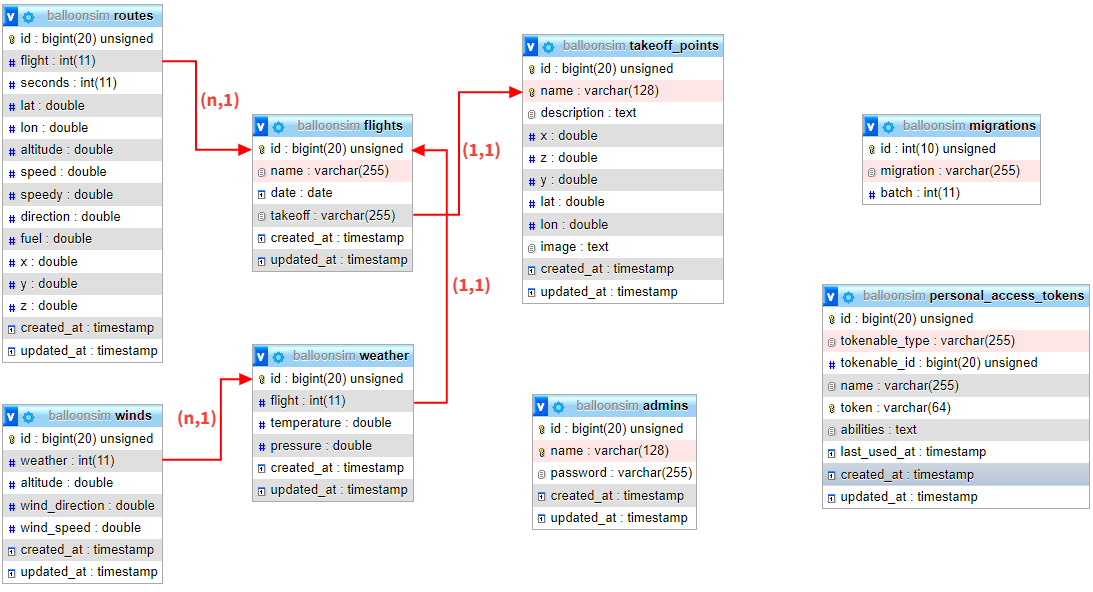 balloonsim routes
id : bigint(20) unsigned
flight : int(11)
seconds : int(11)
lat : double
lon : double
altitude : double
speed : double
speedy : double
direction : double
fuel : double
x : double
y : double
z : double
created_at : timestamp
updated_at : timestamp
(n,1)
balloonsim flights
id : bigint(20) unsigned
name : varchar(255)
date : date
takeoff : varchar(255)
created_at : timestamp
updated_at : timestamp
(1,1)
balloonsim takeoff_points
id : bigint(20) unsigned
name : varchar(128)
description : text
x : double
z : double
y : double
lat : double
lon : double
image : text
created_at : timestamp
updated_at : timestamp
balloonsim migrations
id : int(10) unsigned
migration : varchar(255)
batch : int(11)
(1,1)
balloonsim personal_access_tokens
id : bigint(20) unsigned
tokenable_type : varchar(255)
tokenable_id : bigint(20) unsigned
name : varchar(255)
token : varchar(64)
abilities : text
last_used_at : timestamp
created_at : timestamp
updated_at : timestamp
balloonsim weather
id : bigint(20) unsigned
flight : int(11)
temperature : double
pressure : double
created_at : timestamp
updated_at : timestamp
(n,1)
balloonsim winds
id : bigint(20) unsigned
weather : int(11)
altitude : double
wind_direction : double
wind_speed : double
created_at : timestamp
updated_at : timestamp
balloonsim admins
id : bigint(20) unsigned
name : varchar(128)
password : varchar(255)
created_at : timestamp
updated_at : timestamp